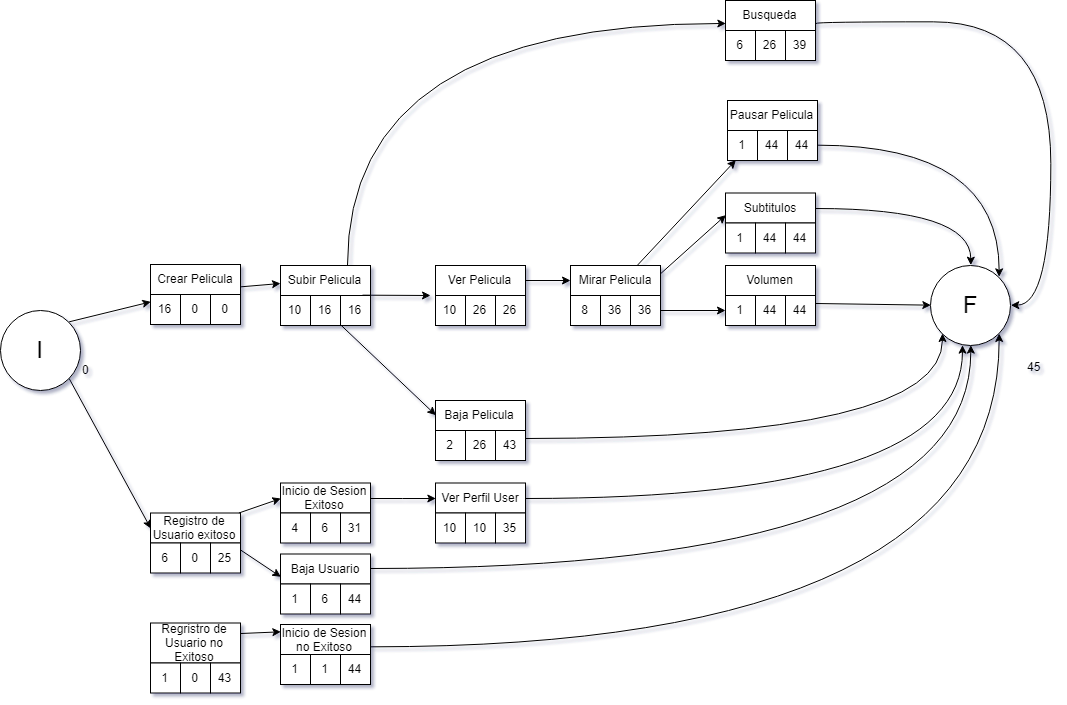 Busqueda
6 26 39
Pausar Pelicula
1 44 44
Subtitulos
1 44 44
Crear Pelicula
16 0 0
Subir Pelicula
10 16 16
Ver Pelicula
10 26 26
Mirar Pelicula
8 36 36
Volumen
1 44 44
I
0
F
45
Baja Pelicula
2 26 43
Registro de
Usuario exitoso
6 0 25
Inicio de Sesion
Exitoso
4 6 31
Ver Perfil User
10 10 35
Baja Usuario
1 6 44
Regristro de
Usuario no
Exitoso
1 0 43
Inicio de Sesion
no Exitoso
1 1 44